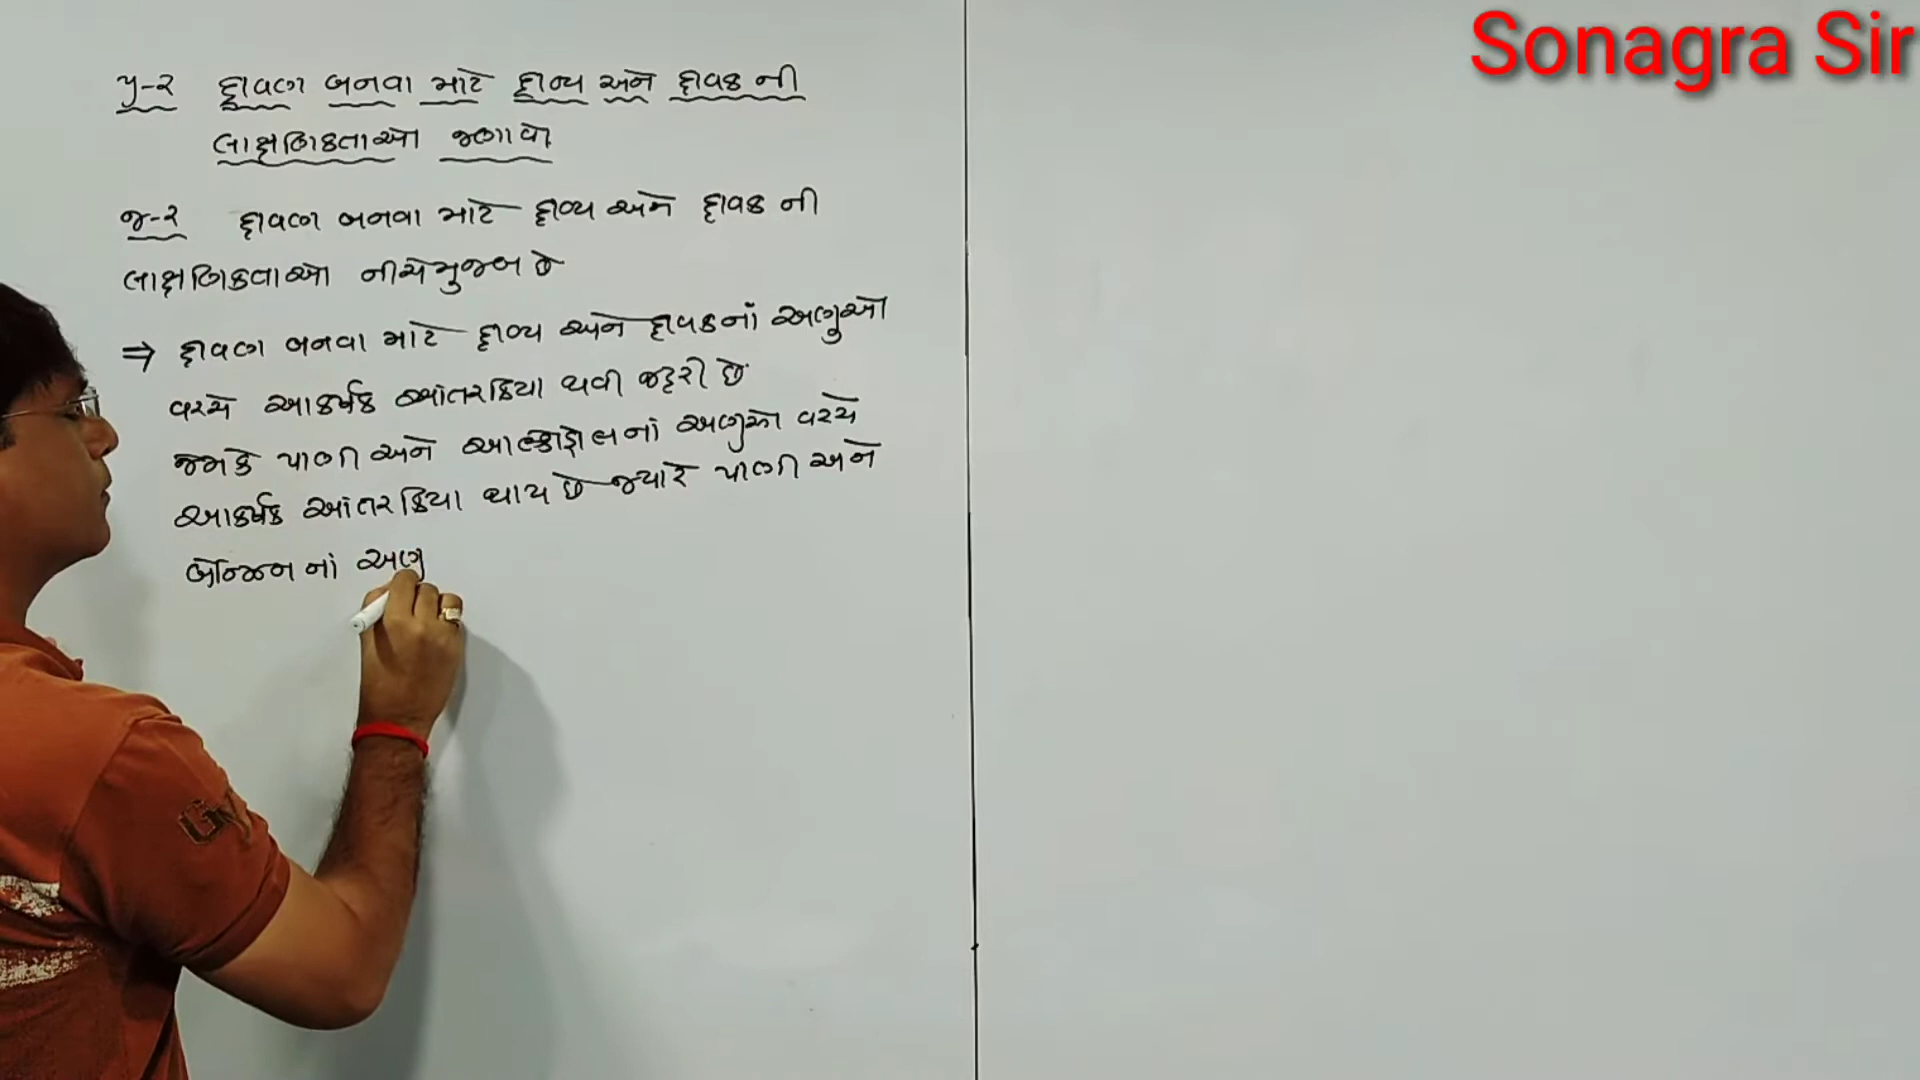 Sonagra Sir
પ્ર-૨ દ્રાવણ બનવા માટે દ્રાવ્ય અને દ્રાવક ની
લાક્ષણિકતાઓ જણાવો
જ-૨ દ્રાવણ બનવા માટે દ્રાવ્ય અને દ્રાવક ની
લાક્ષણિકતાઓ નીચેમુજબ છે
⇒ દ્રાવણ બનવા માટે દ્રાવ્ય અને દ્રાવકનાં અણુઓ
વચ્ચે આકર્ષક આંતરક્રિયા થવી જરૂરી છે
જેમકે પાણી અને આલ્કોહોલનાં અણુઓ વચ્ચે
આકર્ષક આંતરક્રિયા થાય છે જ્યારે પાણી અને
બેન્ઝિન નાં અણુ